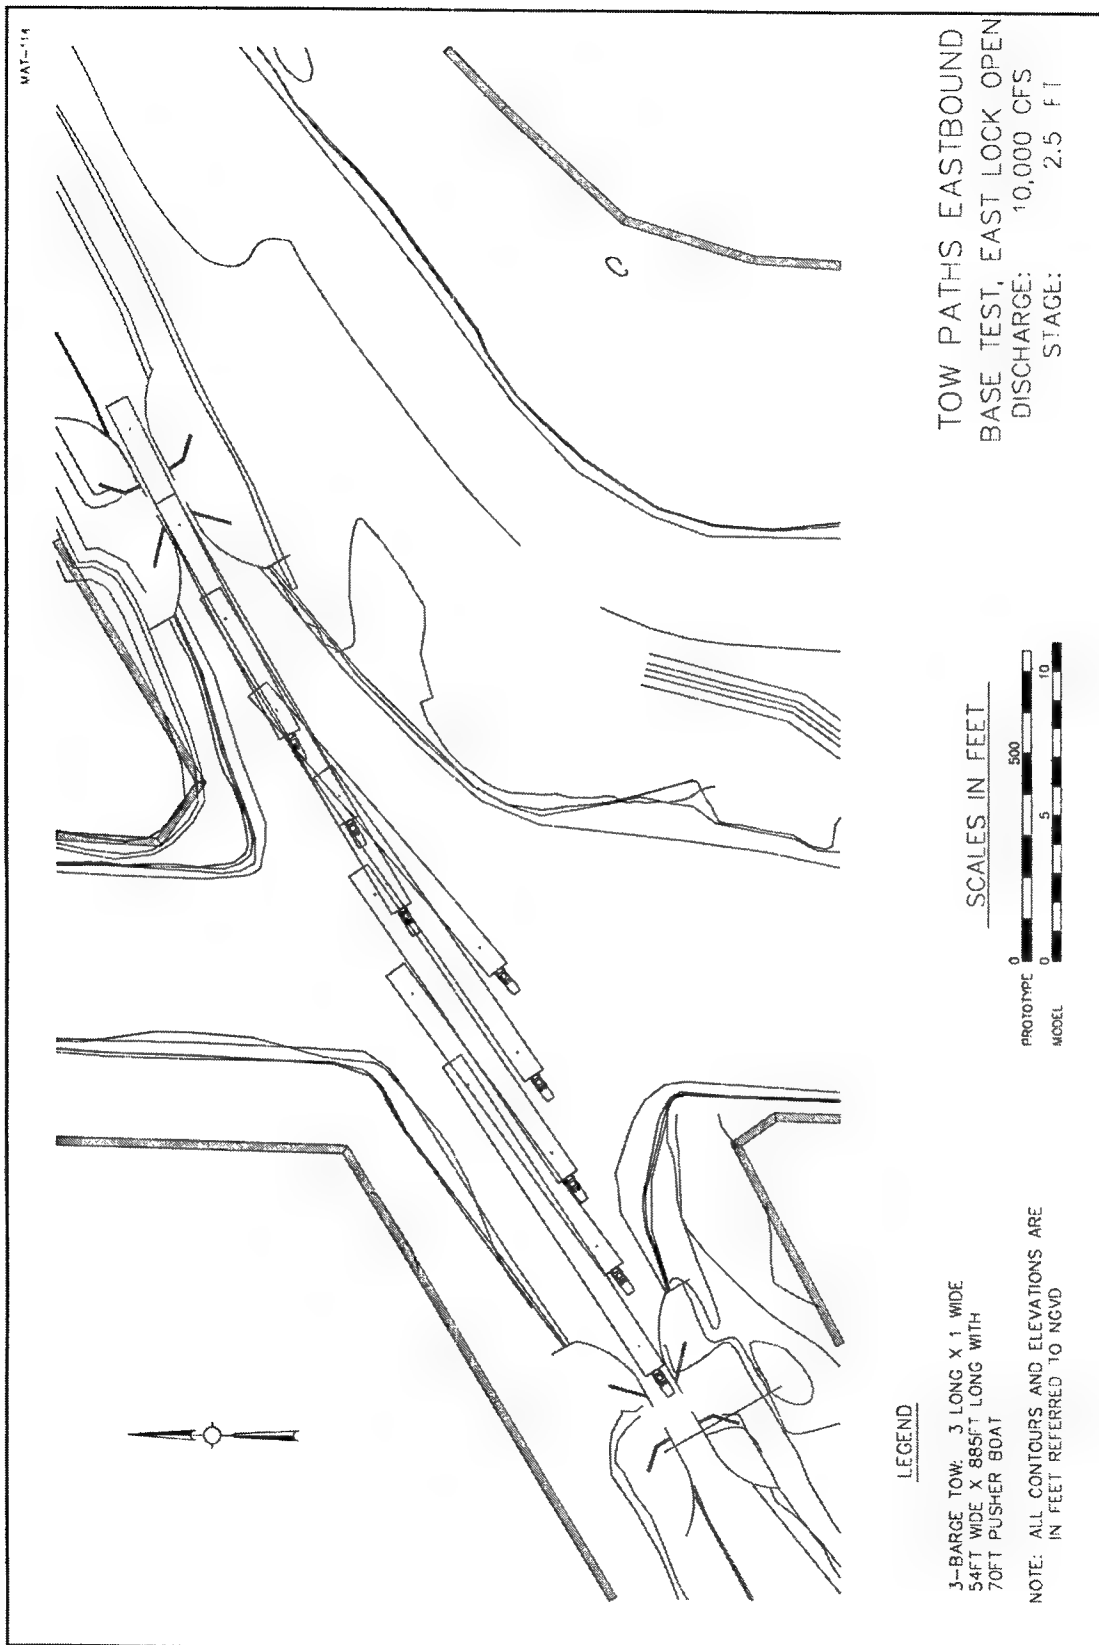 MAT-114
TOW PATHS EASTBOUND
BASE TEST, EAST LOCK OPEN
DISCHARGE: 10,000 CFS
STAGE: 2.5 FT
SCALES IN FEET
PROTOTYPE 0 500
MODEL 0 5 10
LEGEND
3-BARGE TOW: 3 LONG X 1 WIDE
54FT WIDE X 885FT LONG WITH
70FT PUSHER BOAT
NOTE: ALL CONTOURS AND ELEVATIONS ARE
IN FEET REFERRED TO NGVD